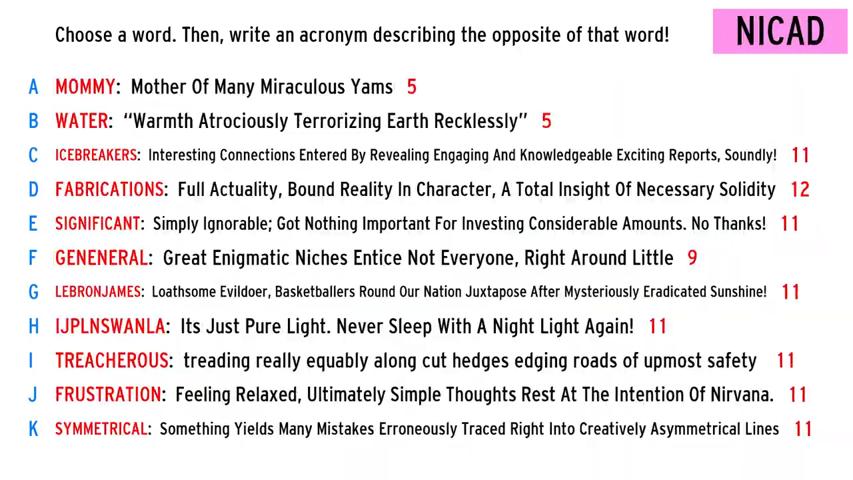 Choose a word. Then, write an acronym describing the opposite of that word!
NICAD
A MOMMY: Mother Of Many Miraculous Yams 5
B WATER: “Warmth Atrociously Terrorizing Earth Recklessly” 5
C ICEBREAKERS: Interesting Connections Entered By Revealing Engaging And Knowledgeable Exciting Reports, Soundly! 11
D FABRICATIONS: Full Actuality, Bound Reality In Character, A Total Insight Of Necessary Solidity 12
E SIGNIFICANT: Simply Ignorable; Got Nothing Important For Investing Considerable Amounts. No Thanks! 11
F GENENERAL: Great Enigmatic Niches Entice Not Everyone, Right Around Little 9
G LEBRONJAMES: Loathsome Evildoer, Basketballers Round Our Nation Juxtapose After Mysteriously Eradicated Sunshine! 11
H IJPLNSWANLA: Its Just Pure Light. Never Sleep With A Night Light Again! 11
I TREACHEROUS: treading really equably along cut hedges edging roads of upmost safety 11
J FRUSTRATION: Feeling Relaxed, Ultimately Simple Thoughts Rest At The Intention Of Nirvana. 11
K SYMMETRICAL: Something Yields Many Mistakes Erroneously Traced Right Into Creatively Asymmetrical Lines 11